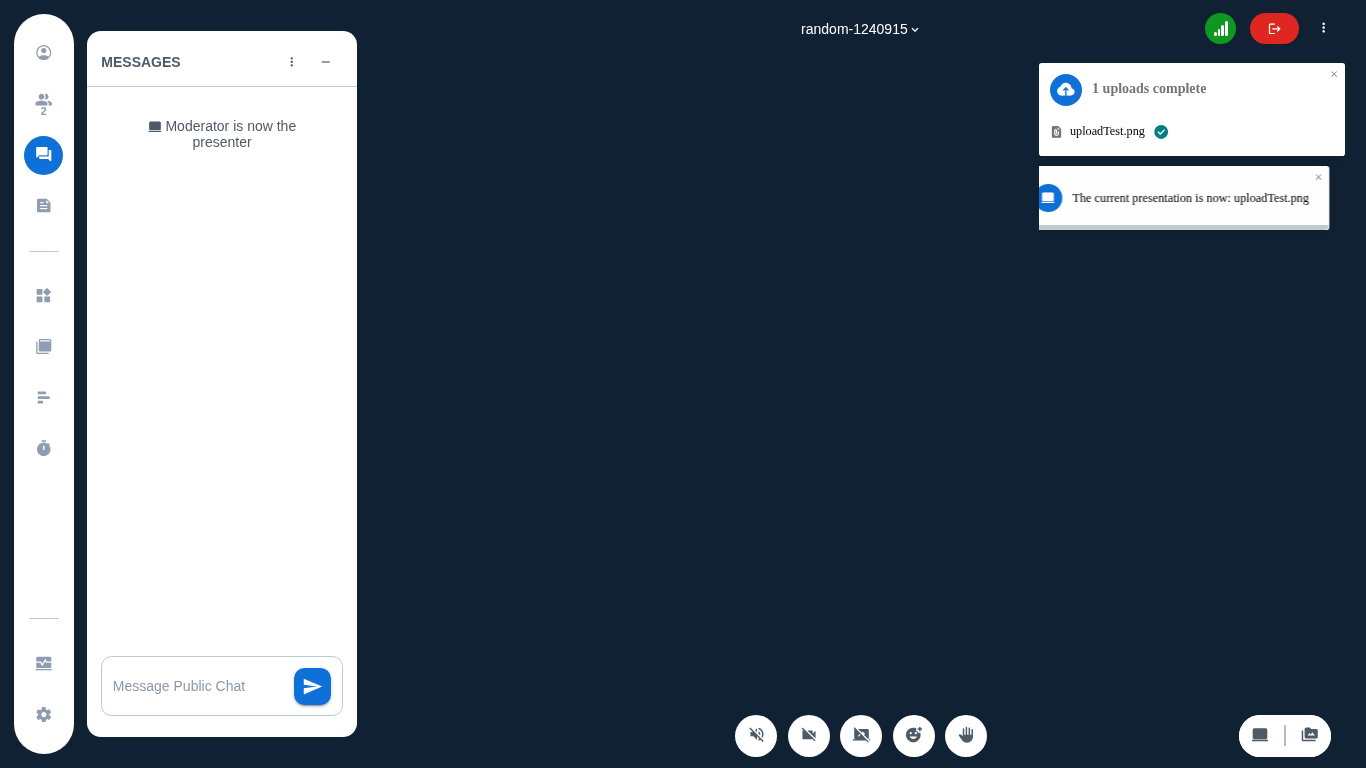 random-1240915
MESSAGES
2
Moderator is now the
presenter
1 uploads complete
uploadTest.png
The current presentation is now: uploadTest.png
Message Public Chat